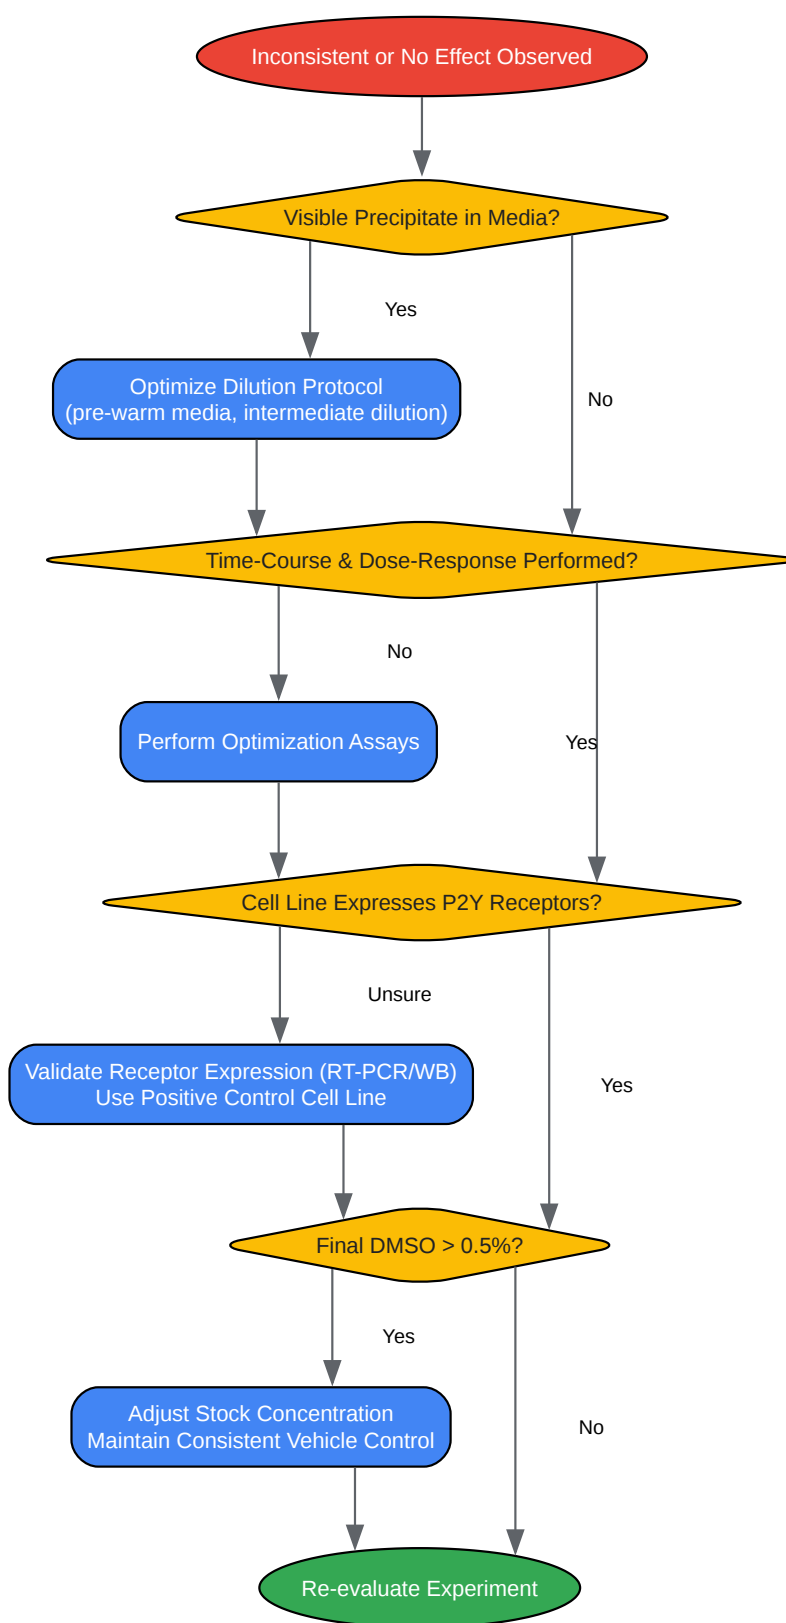 Inconsistent or No Effect Observed
Visible Precipitate in Media?
Yes
Optimize Dilution Protocol
(pre-warm media, intermediate dilution)
No
Time-Course & Dose-Response Performed?
No
Perform Optimization Assays
Yes
Cell Line Expresses P2Y Receptors?
Unsure
Validate Receptor Expression (RT-PCR/WB)
Use Positive Control Cell Line
Yes
Final DMSO > 0.5%?
Yes
Adjust Stock Concentration
Maintain Consistent Vehicle Control
No
Re-evaluate Experiment